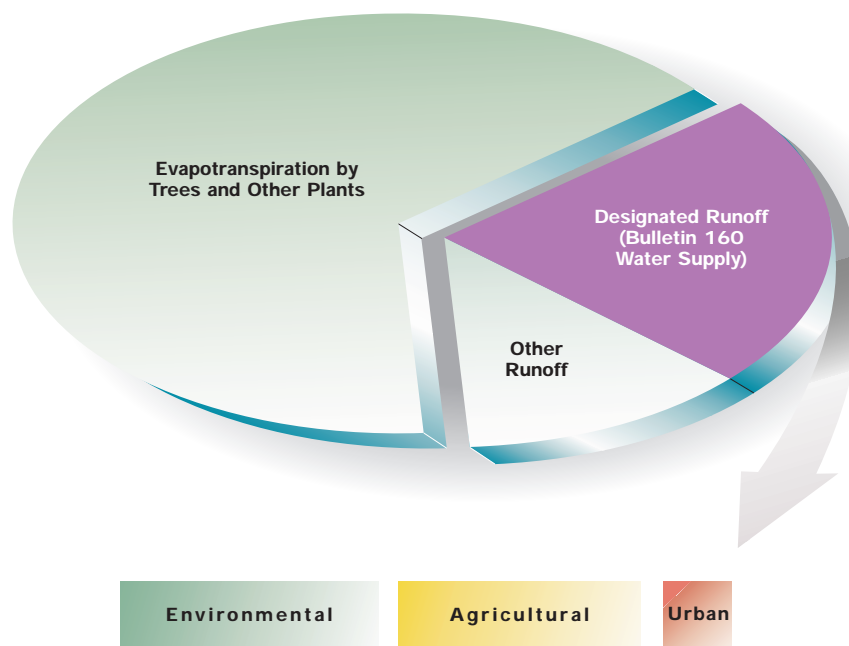 Evapotranspiration by
Trees and Other Plants
Designated Runoff
(Bulletin 160
Water Supply)
Other
Runoff
Environmental
Agricultural
Urban